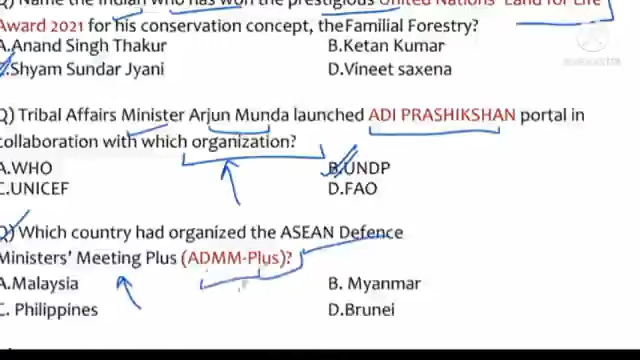 Q) Name the Indian who has won the prestigious United Nations' Land for Life
Award 2021 for his conservation concept, the Familial Forestry?
A.Anand Singh Thakur B.Ketan Kumar
Shyam Sundar Jyani D.Vineet saxena
Q) Tribal Affairs Minister Arjun Munda launched ADI PRASHIKSHAN portal in
collaboration with which organization?
A.WHO B.UNDP
C.UNICEF D.FAO
Q) Which country had organized the ASEAN Defence
Ministers' Meeting Plus (ADMM-Plus)?
A.Malaysia B. Myanmar
C. Philippines D.Brunei